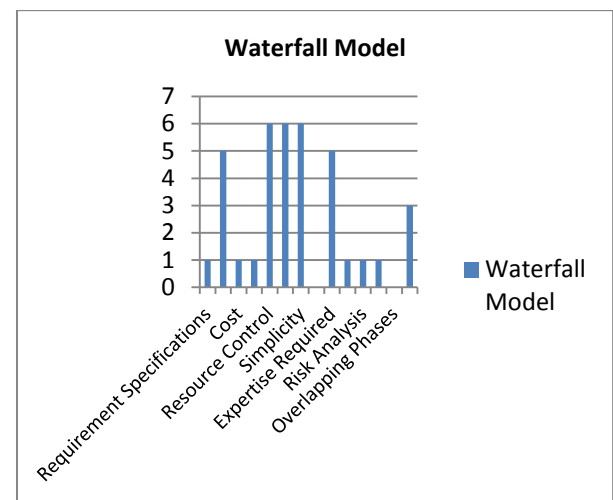 Waterfall Model
7
6
5
4
3
2
1
0
Requirement Specifications
Cost
Resource Control
Simplicity
Expertise Required
Risk Analysis
Overlapping Phases
Waterfall
Model